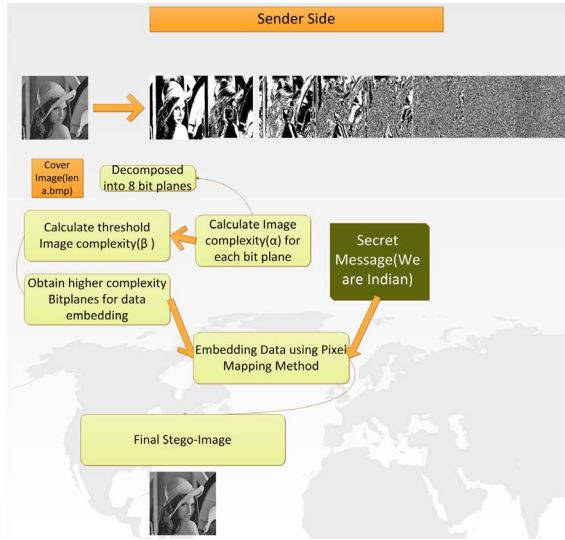 Sender Side
Cover
Image(len
a.bmp)
Decomposed
into 8 bit planes
Calculate threshold
Image complexity(β )
Calculate Image
complexity(α) for
each bit plane
Secret
Message(We
are Indian)
Obtain higher complexity
Bitplanes for data
embedding
Embedding Data using Pixel
Mapping Method
Final Stego-Image